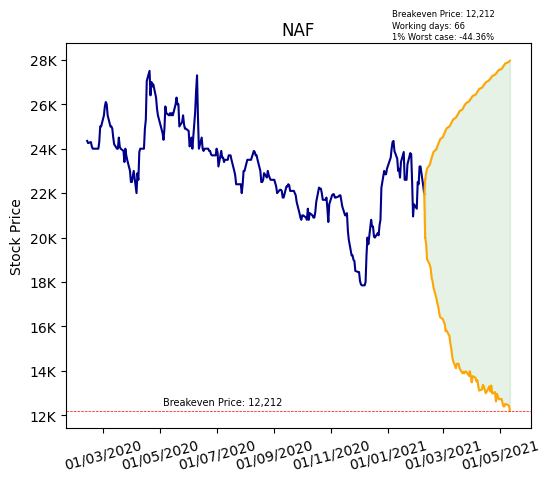 Breakeven Price: 12,212
Working days: 66
1% Worst case: -44.36%
NAF
Stock Price
28K
26K
24K
22K
20K
18K
16K
14K
12K
Breakeven Price: 12,212
01/03/2020
01/05/2020
01/07/2020
01/09/2020
01/11/2020
01/01/2021
01/03/2021
01/05/2021